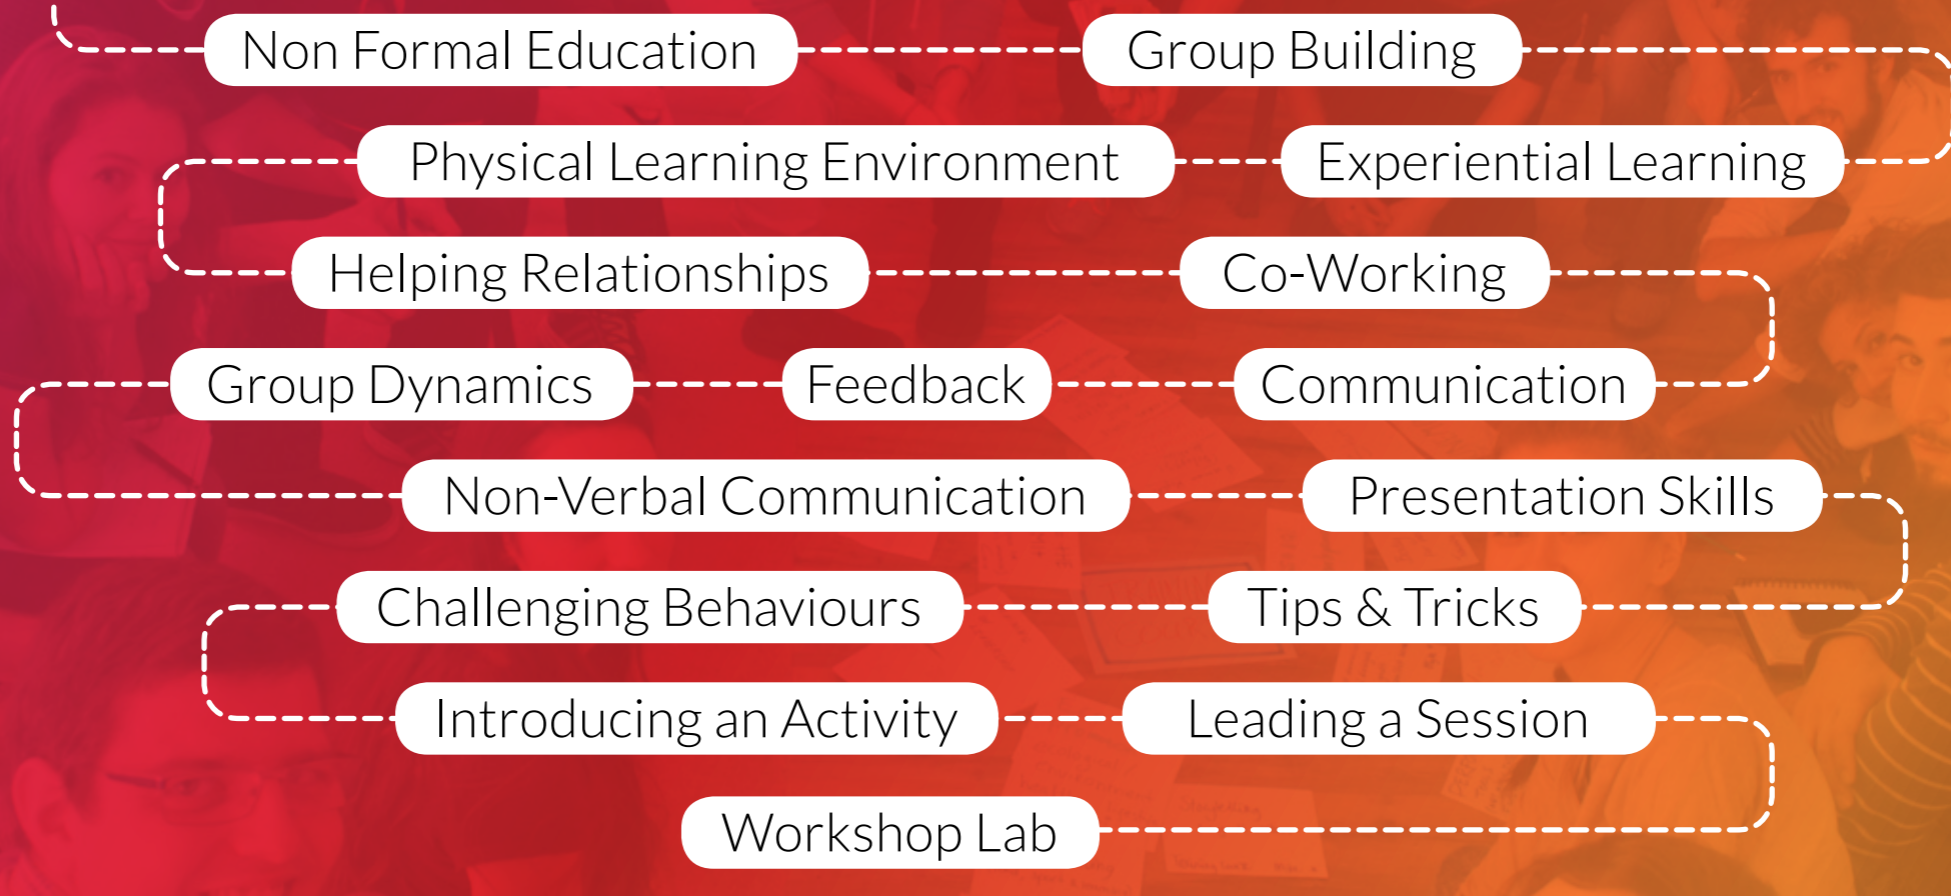 Non Formal Education
Group Building
Experiential Learning
Physical Learning Environment
Helping Relationships
Co-Working
Communication
Feedback
Group Dynamics
Non-Verbal Communication
Presentation Skills
Tips & Tricks
Challenging Behaviours
Introducing an Activity
Leading a Session
Workshop Lab